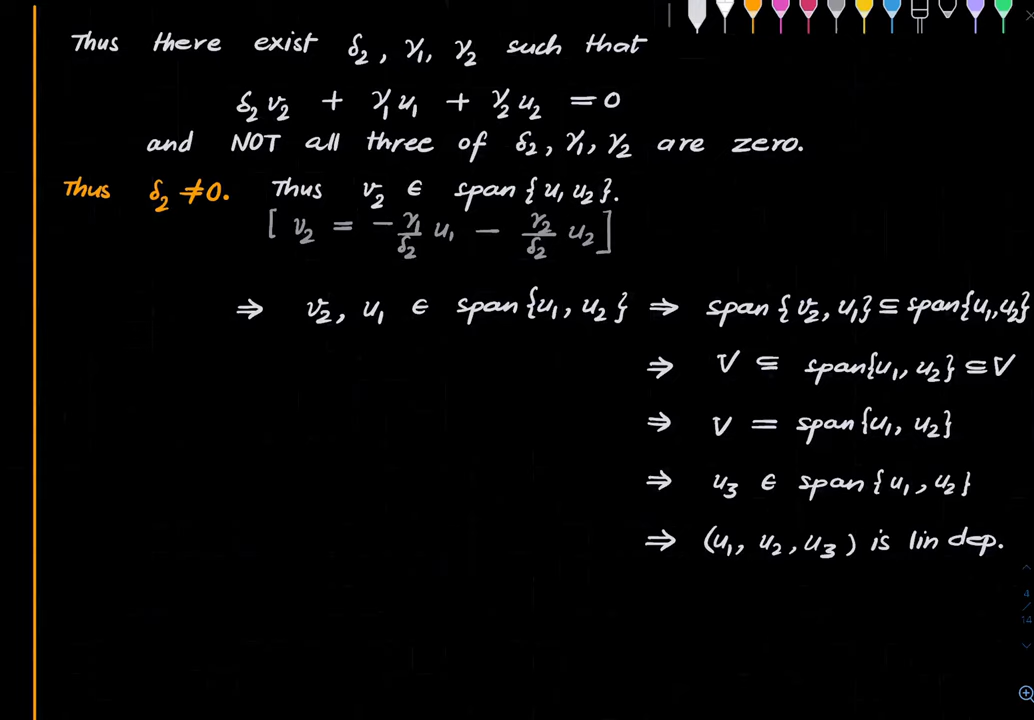 Thus there exist δ₂, γ₁, γ₂ such that
δ₂v₂ + γ₁u₁ + γ₂u₂ = 0
and NOT all three of δ₂, γ₁, γ₂ are zero.
Thus δ₂ ≠ 0. Thus v₂ ∈ span{u₁ u₂}.
[ v₂ = -γ₁/δ₂ u₁ - γ₂/δ₂ u₂ ]
⇒ v₂, u₁ ∈ span{u₁, u₂} ⇒ span{v₂, u₁} ⊆ span{u₁, u₂}
⇒ V ⊆ span{u₁, u₂} ⊆ V
⇒ V = span{u₁, u₂}
⇒ u₃ ∈ span{u₁, u₂}
⇒ (u₁, u₂, u₃) is lin dep.
4
/
14